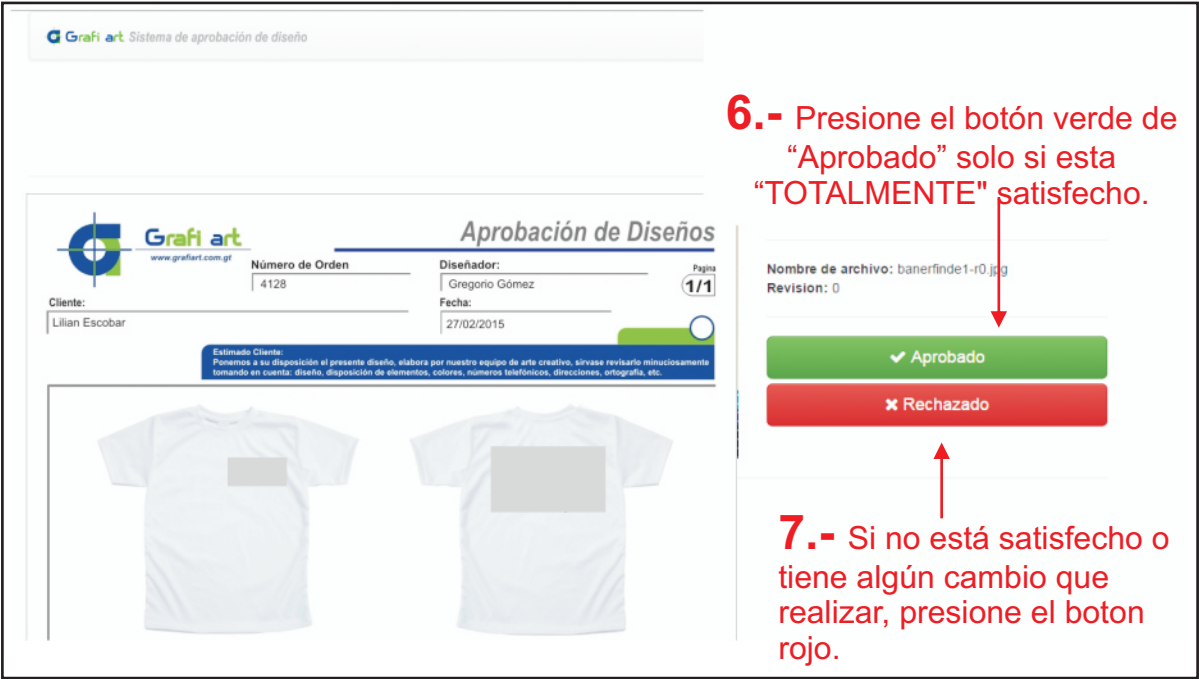 Grafi art Sistema de aprobación de diseño
6.- Presione el botón verde de
“Aprobado” solo si esta
“TOTALMENTE" satisfecho.
Grafi art
www.grafiert.com.gt
Aprobación de Diseños
Número de Orden
4128
Diseñador:
Gregorio Gómez
Pagina
1/1
Cliente:
Lilian Escobar
Fecha:
27/02/2015
Estimado Cliente:
Ponemos a su disposición el presente diseño, elabora por nuestro equipo de arte creativo, sirvase revisarlo minuciosamente
tomando en cuenta: diseño, disposición de elementos, colores, números telefónicos, direcciones, ortografía, etc.
Nombre de archivo: banerfinde1-r0.jpg
Revision: 0
Aprobado
Rechazado
7.- Si no está satisfecho o
tiene algún cambio que
realizar, presione el boton
rojo.